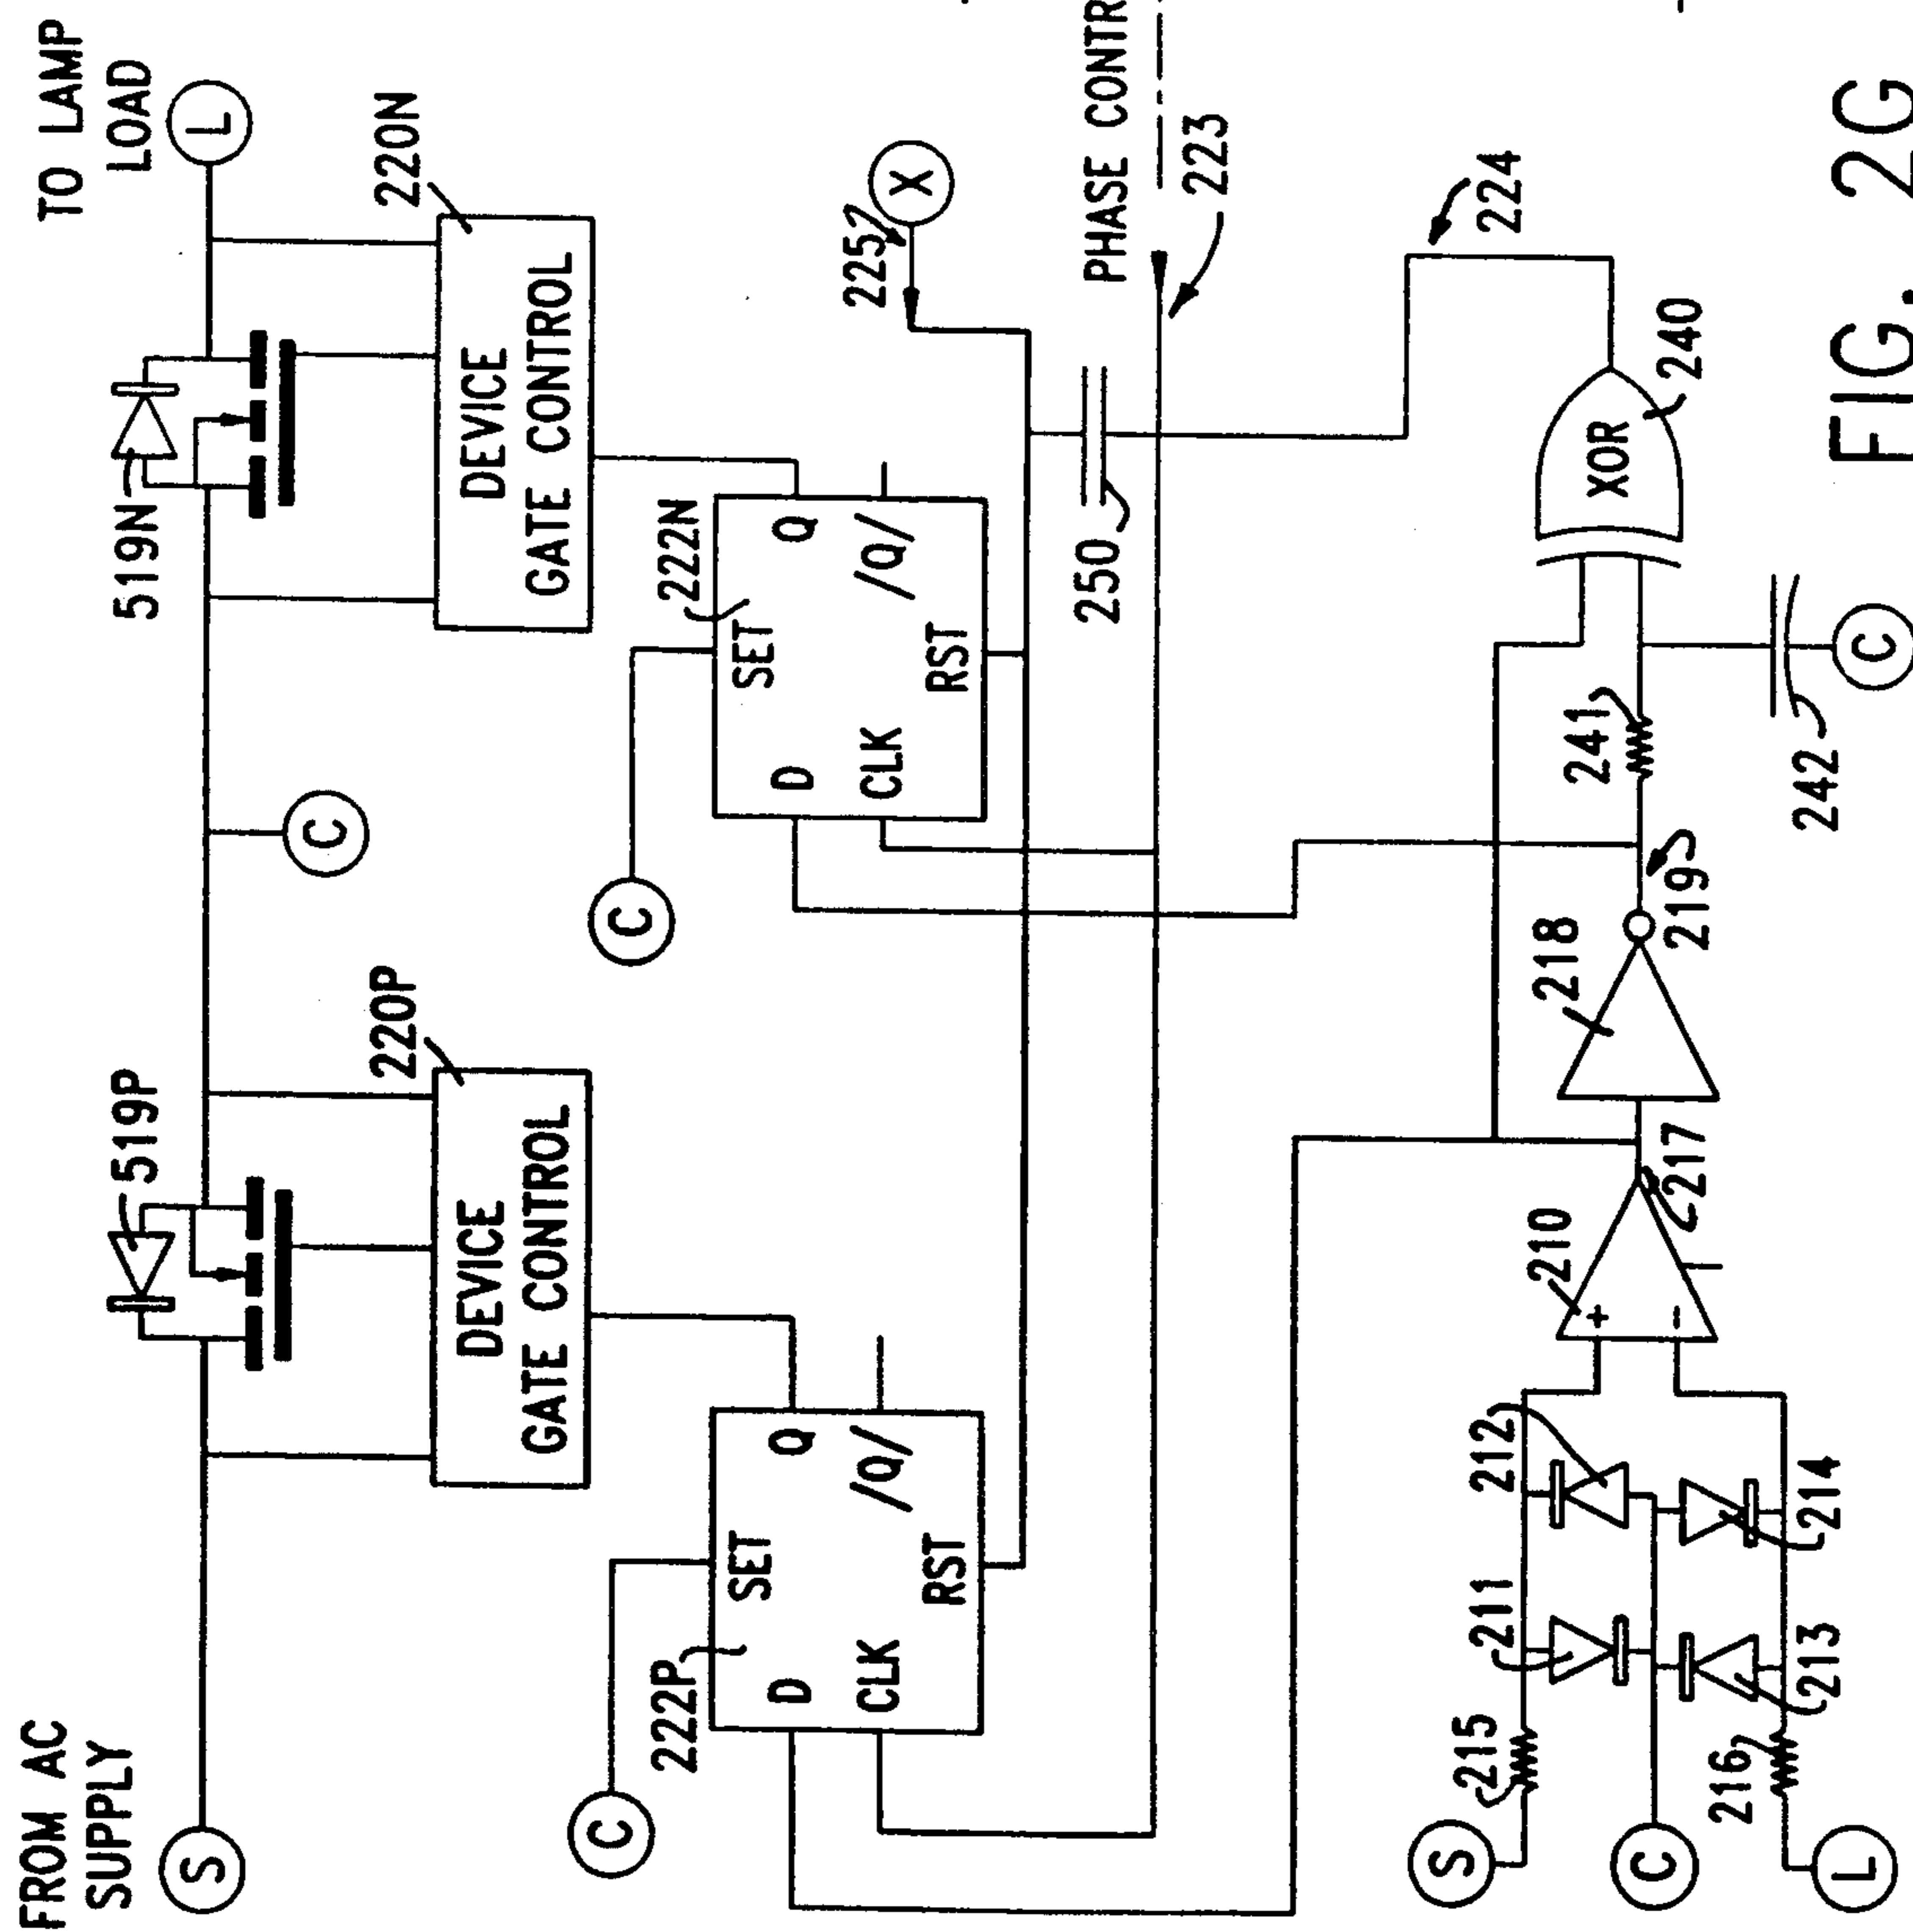 FROM AC
SUPPLY
S
519P
C
519N
TO LAMP
LOAD
L
220P
DEVICE
GATE CONTROL
220N
DEVICE
GATE CONTROL
C
222P
SET
D
Q
CLK
/Q/
RST
C
222N
SET
D
Q
CLK
/Q/
RST
225
X
250
PHASE CONTR
223
224
S
215
211
212
C
216
213
214
L
210
+
-
217
218
219
241
242
C
XOR
240
FIG. 2G